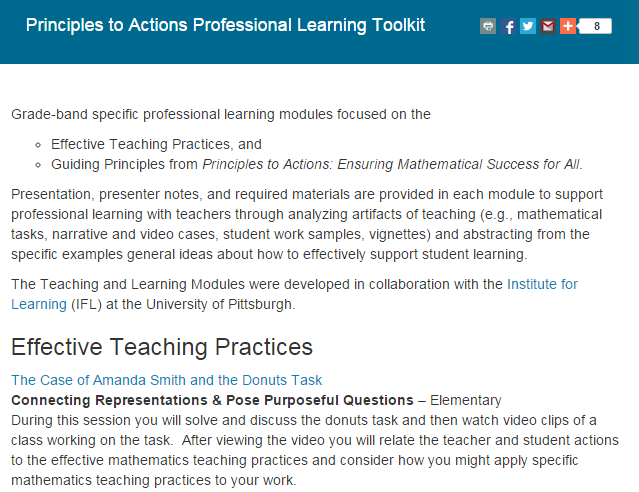 Principles to Actions Professional Learning Toolkit
8
Grade-band specific professional learning modules focused on the
Effective Teaching Practices, and
Guiding Principles from Principles to Actions: Ensuring Mathematical Success for All.
Presentation, presenter notes, and required materials are provided in each module to support
professional learning with teachers through analyzing artifacts of teaching (e.g., mathematical
tasks, narrative and video cases, student work samples, vignettes) and abstracting from the
specific examples general ideas about how to effectively support student learning.
The Teaching and Learning Modules were developed in collaboration with the Institute for
Learning (IFL) at the University of Pittsburgh.
Effective Teaching Practices
The Case of Amanda Smith and the Donuts Task
Connecting Representations & Pose Purposeful Questions – Elementary
During this session you will solve and discuss the donuts task and then watch video clips of a
class working on the task.  After viewing the video you will relate the teacher and student actions
to the effective mathematics teaching practices and consider how you might apply specific
mathematics teaching practices to your work.